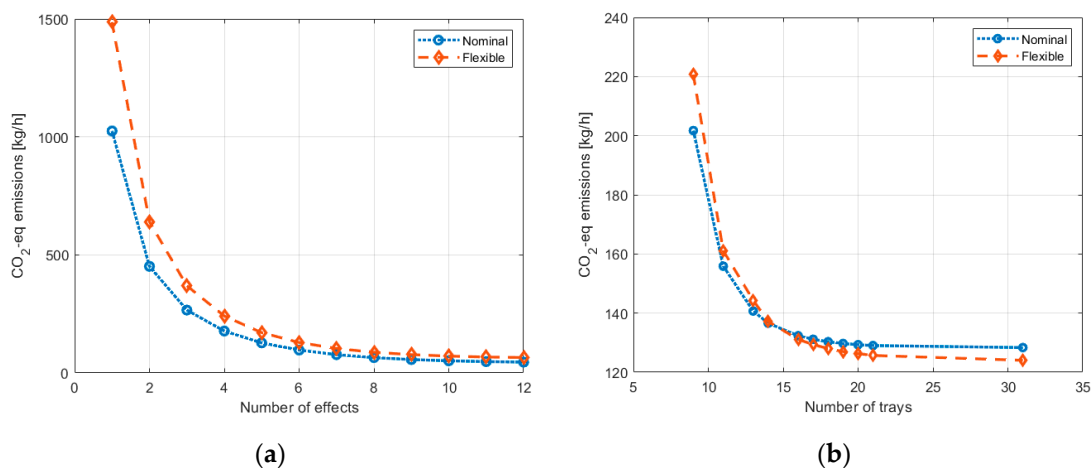 1500
1000
500
0
0
2
4
6
8
10
12
CO2-eq emissions [kg/h]
Number of effects
Nominal
Flexible
(a)
240
220
200
180
160
140
120
5
10
15
20
25
30
35
CO2-eq emissions [kg/h]
Number of trays
Nominal
Flexible
(b)